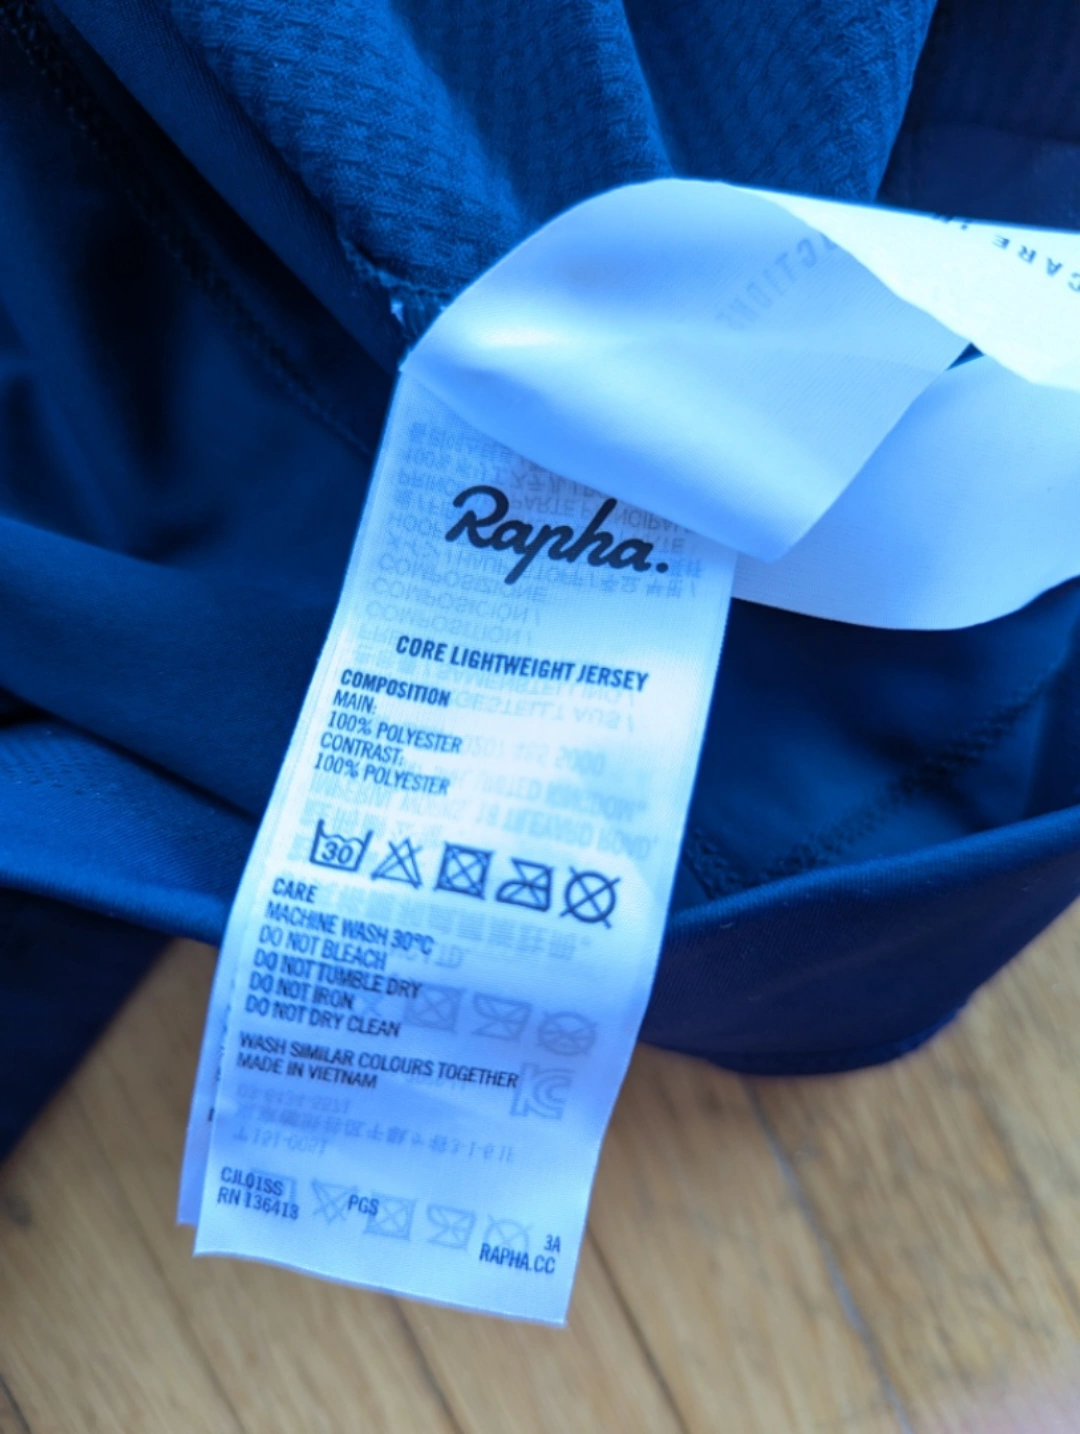 CARE
Rapha.
CORE LIGHTWEIGHT JERSEY
COMPOSITION
MAIN:
100% POLYESTER
CONTRAST:
100% POLYESTER
30
CARE
MACHINE WASH 30°C
DO NOT BLEACH
DO NOT TUMBLE DRY
DO NOT IRON
DO NOT DRY CLEAN
WASH SIMILAR COLOURS TOGETHER
MADE IN VIETNAM
CJL01SS
RN 136413
PGS
3A
RAPHA.CC